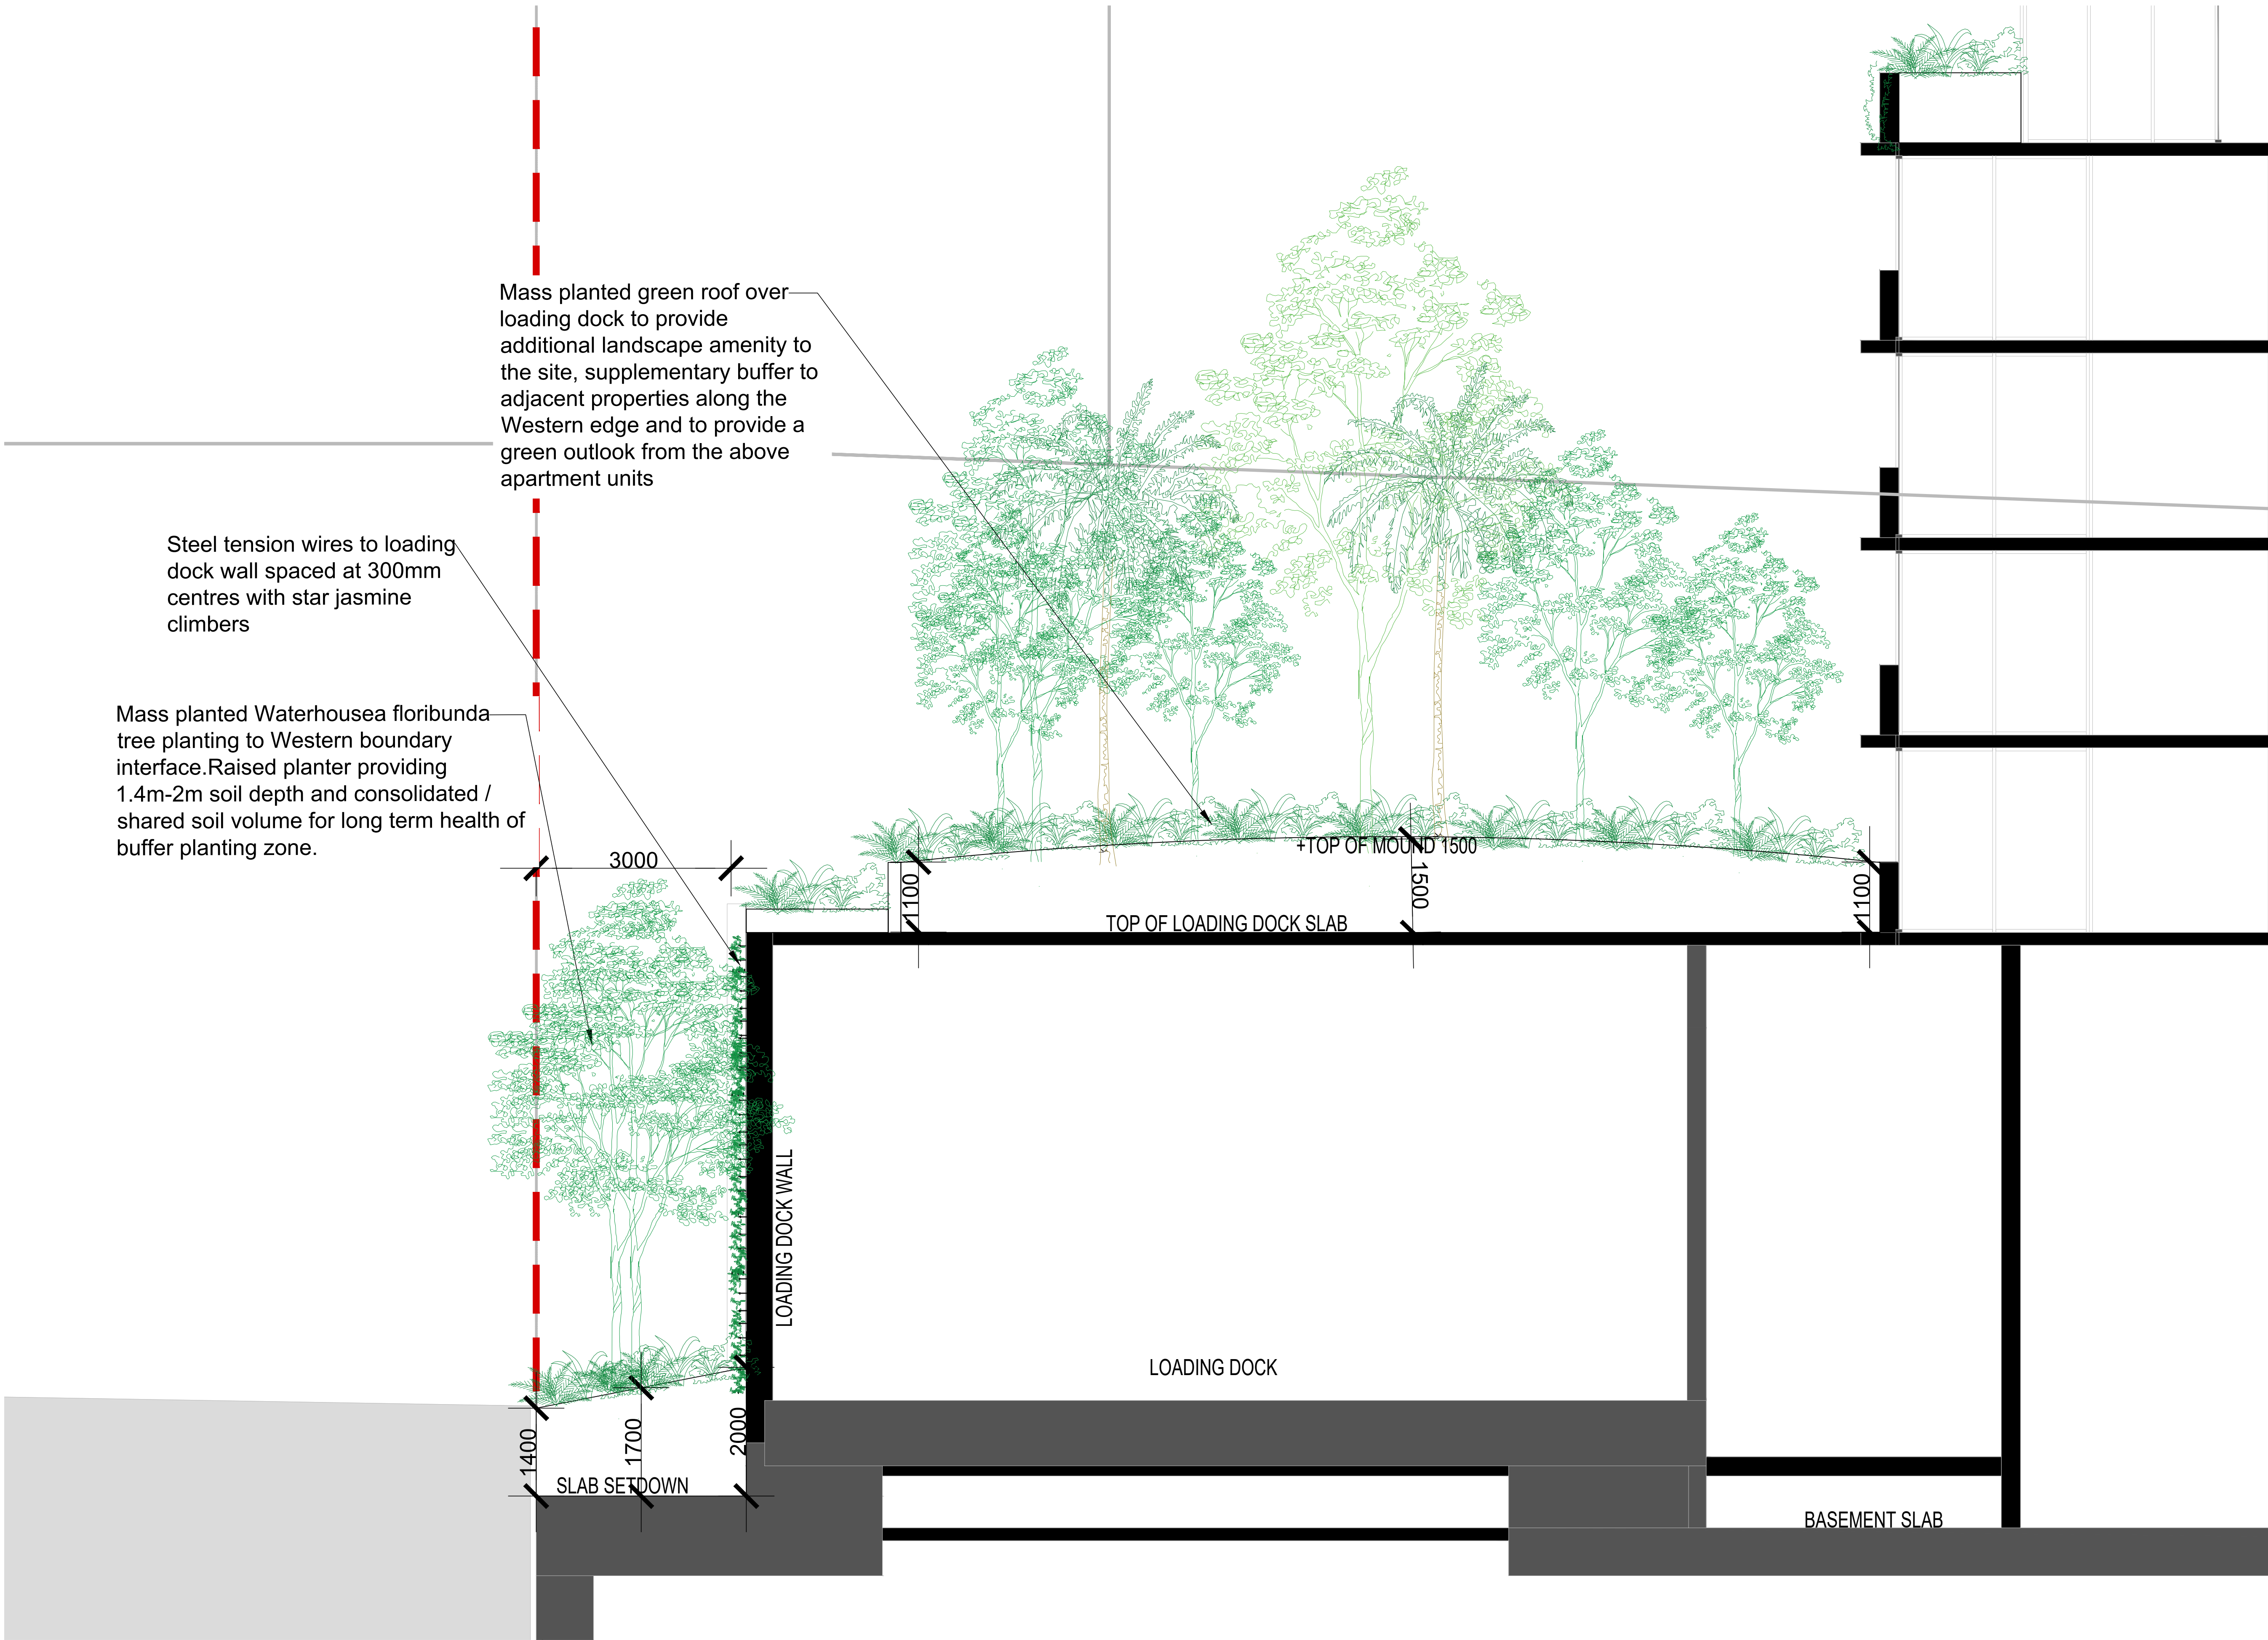 Mass planted green roof over
loading dock to provide
additional landscape amenity to
the site, supplementary buffer to
adjacent properties along the
Western edge and to provide a
green outlook from the above
apartment units
Steel tension wires to loading
dock wall spaced at 300mm
centres with star jasmine
climbers
Mass planted Waterhousea floribunda
tree planting to Western boundary
interface.Raised planter providing
1.4m-2m soil depth and consolidated /
shared soil volume for long term health of
buffer planting zone.
3000
+TOP OF MOUND 1500
1100
1500
1100
TOP OF LOADING DOCK SLAB
LOADING DOCK WALL
LOADING DOCK
1400
1700
2000
SLAB SETDOWN
BASEMENT SLAB